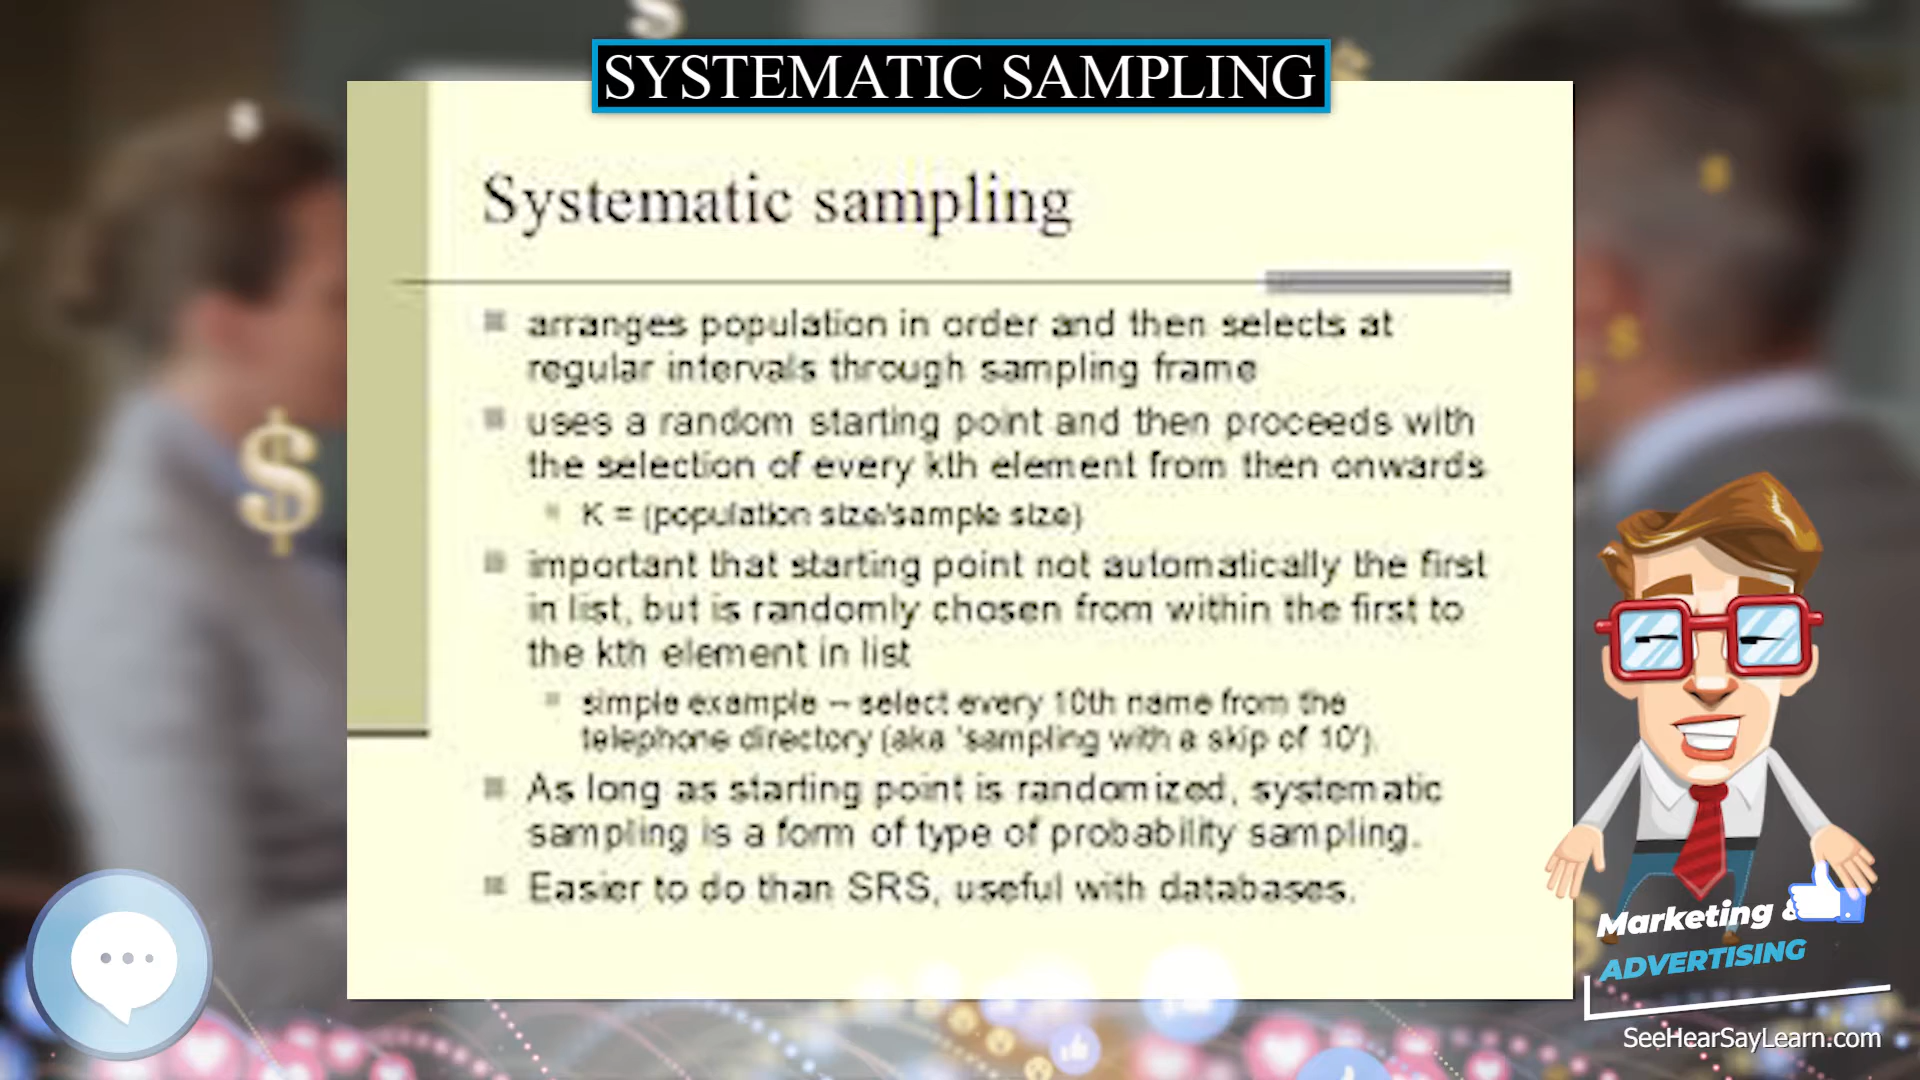 SYSTEMATIC SAMPLING
Systematic sampling
arranges population in order and then selects at
regular intervals through sampling frame
uses a random starting point and then proceeds with
the selection of every kth element from then onwards
K = (population size/sample size)
important that starting point not automatically the first
in list, but is randomly chosen from within the first to
the kth element in list
simple example – select every 10th name from the
telephone directory (aka 'sampling with a skip of 10').
As long as starting point is randomized, systematic
sampling is a form of type of probability sampling.
Easier to do than SRS, useful with databases.
Marketing &
ADVERTISING
SeeHearSayLearn.com